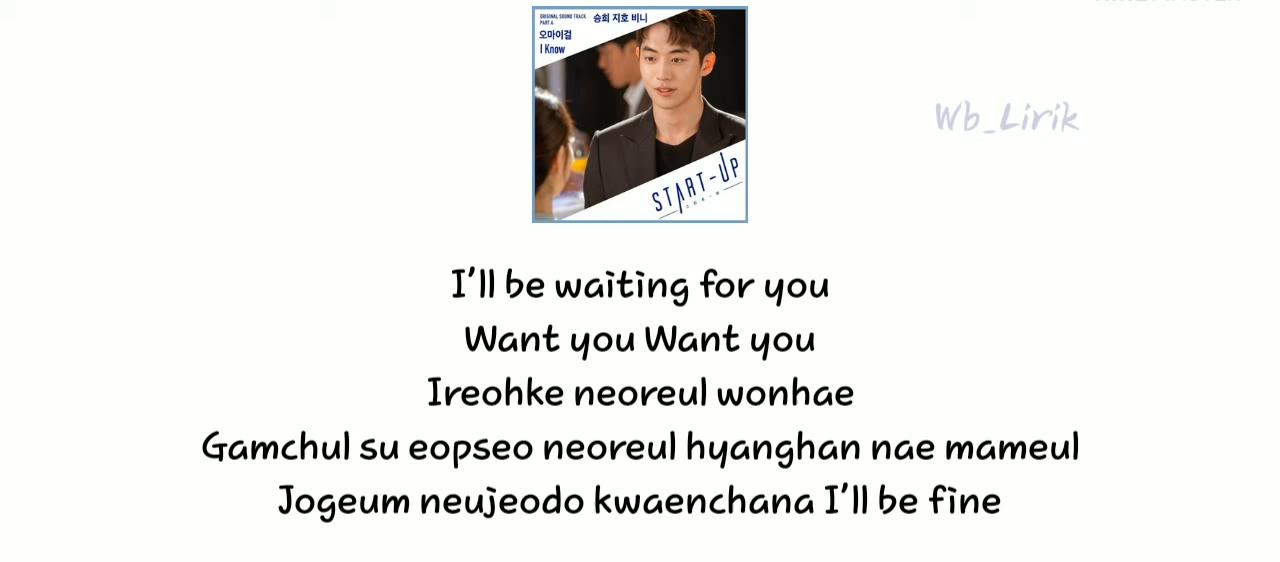 ORIGINAL SOUND TRACK
PART 4
승희 지호 비니
오마이걸
I Know
START-UP
Wb_Lirik
I'll be waiting for you
Want you Want you
Ireohke neoreul wonhae
Gamchul su eopseo neoreul hyanghan nae mameul
Jogeum neujeodo kwaenchana I'll be fine